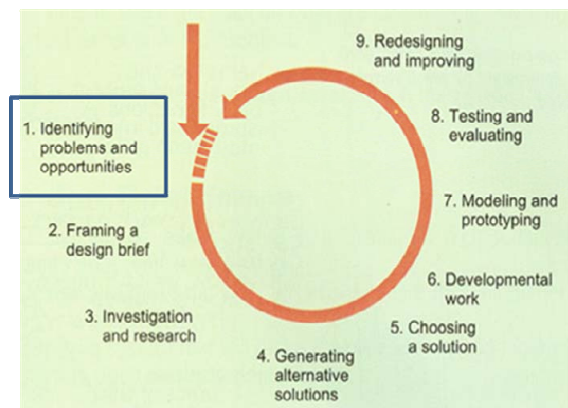 1. Identifying
problems and
opportunities
2. Framing a
design brief
3. Investigation
and research
4. Generating
alternative
solutions
5. Choosing
a solution
6. Developmental
work
7. Modeling and
prototyping
8. Testing and
evaluating
9. Redesigning
and improving